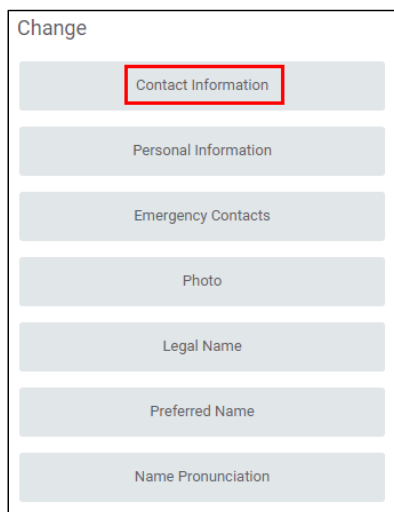 Change
Contact Information
Personal Information
Emergency Contacts
Photo
Legal Name
Preferred Name
Name Pronunciation